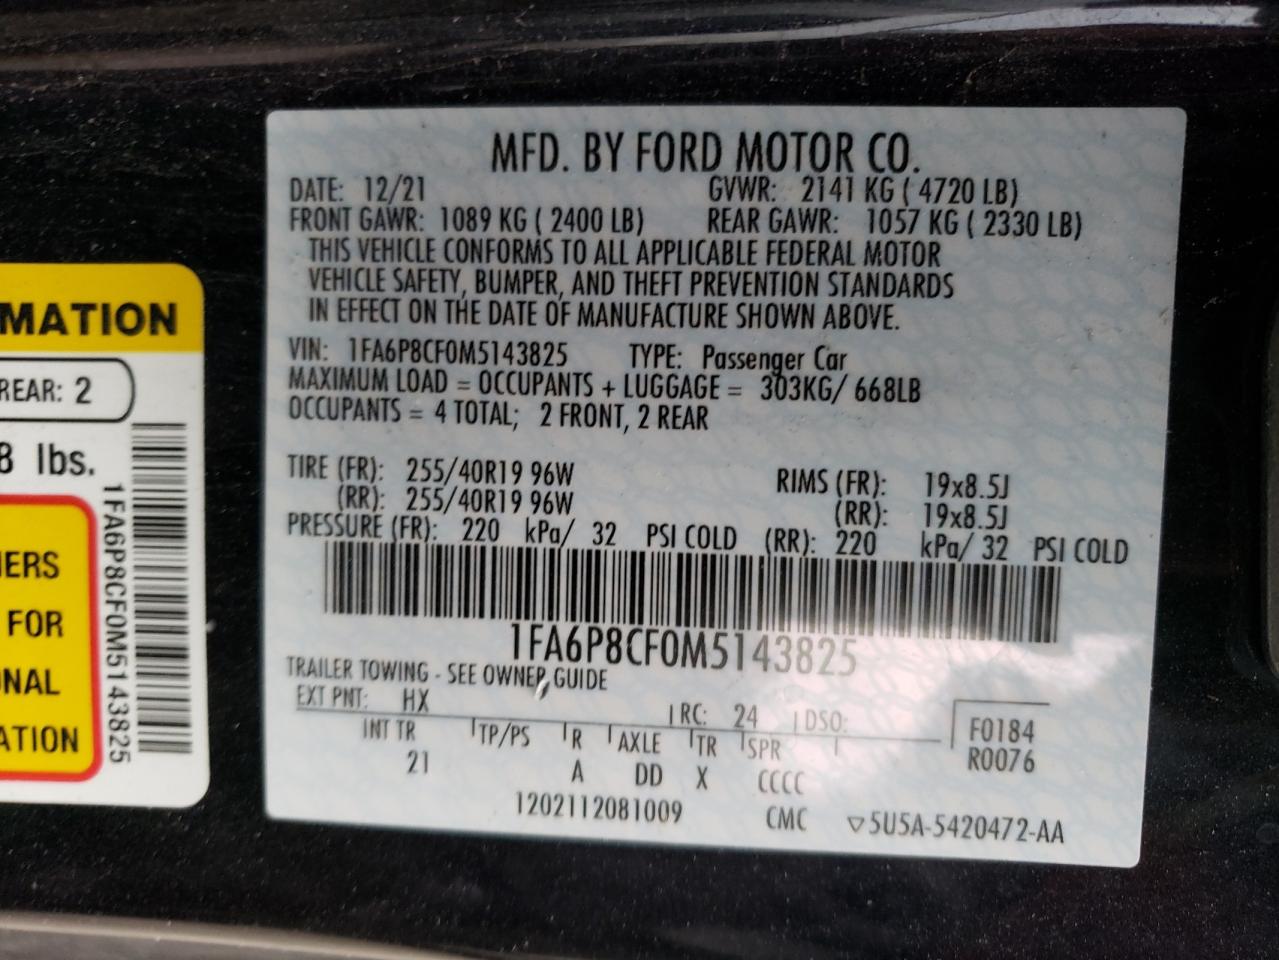 MFD. BY FORD MOTOR CO.
DATE: 12/21 GVWR: 2141 KG ( 4720 LB)
FRONT GAWR: 1089 KG ( 2400 LB) REAR GAWR: 1057 KG ( 2330 LB)
THIS VEHICLE CONFORMS TO ALL APPLICABLE FEDERAL MOTOR
VEHICLE SAFETY, BUMPER, AND THEFT PREVENTION STANDARDS
IN EFFECT ON THE DATE OF MANUFACTURE SHOWN ABOVE.
VIN: 1FA6P8CF0M5143825 TYPE: Passenger Car
MAXIMUM LOAD = OCCUPANTS + LUGGAGE = 303KG/ 668LB
OCCUPANTS = 4 TOTAL; 2 FRONT, 2 REAR
TIRE (FR): 255/40R19 96W RIMS (FR): 19x8.5J
(RR): 255/40R19 96W (RR): 19x8.5J
PRESSURE (FR): 220 kPa/ 32 PSI COLD (RR): 220 kPa/ 32 PSI COLD
1FA6P8CF0M5143825
TRAILER TOWING - SEE OWNER GUIDE
EXT PNT: HX RC: 24 DSO: F0184
INT TR TP/PS R AXLE TR SPR R0076
21 A DD X CCCC
1202112081009 CMC ▽5U5A-5420472-AA
MATION
REAR: 2
8 lbs.
IERS
FOR
NAL
ATION
1FA6P8CF0M5143825